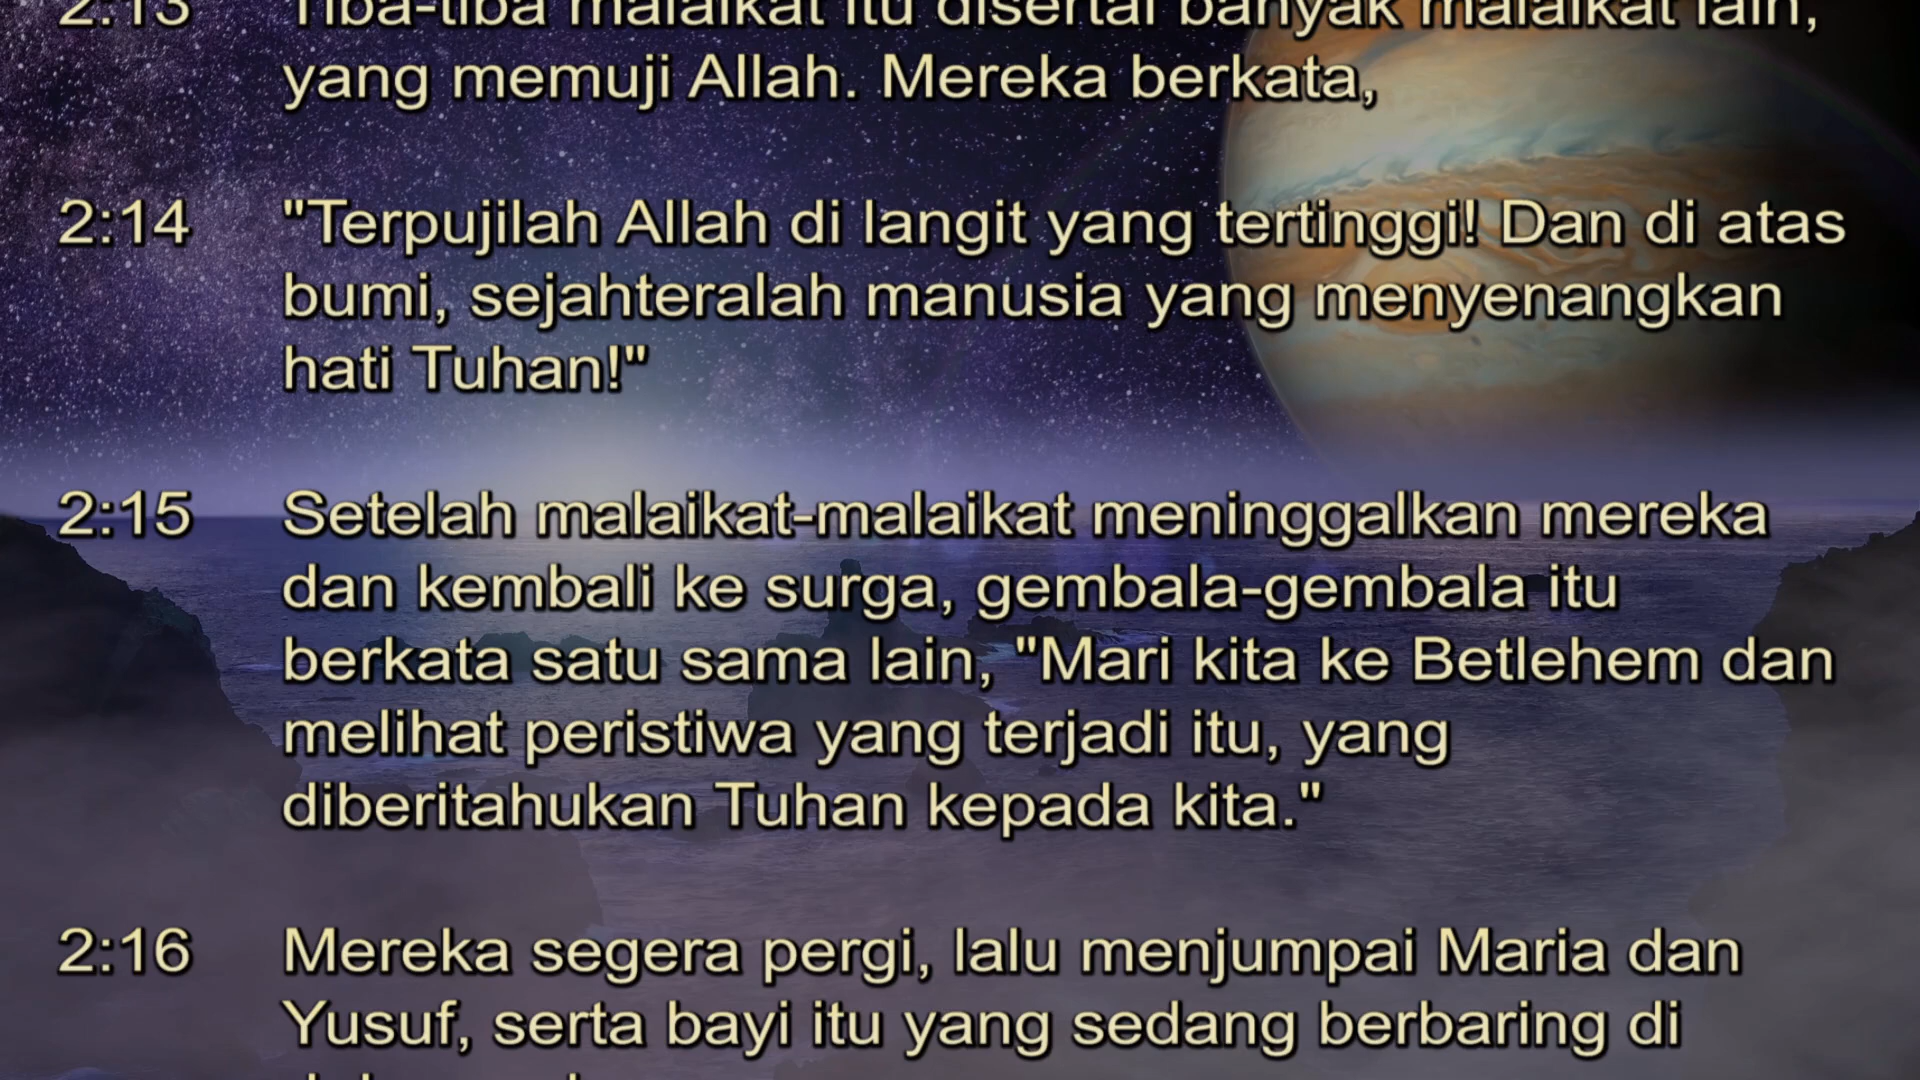 2:13 Tiba-tiba malaikat itu disertai banyak malaikat lain,
yang memuji Allah. Mereka berkata,
2:14 "Terpujilah Allah di langit yang tertinggi! Dan di atas
bumi, sejahteralah manusia yang menyenangkan
hati Tuhan!"
2:15 Setelah malaikat-malaikat meninggalkan mereka
dan kembali ke surga, gembala-gembala itu
berkata satu sama lain, "Mari kita ke Betlehem dan
melihat peristiwa yang terjadi itu, yang
diberitahukan Tuhan kepada kita."
2:16 Mereka segera pergi, lalu menjumpai Maria dan
Yusuf, serta bayi itu yang sedang berbaring di